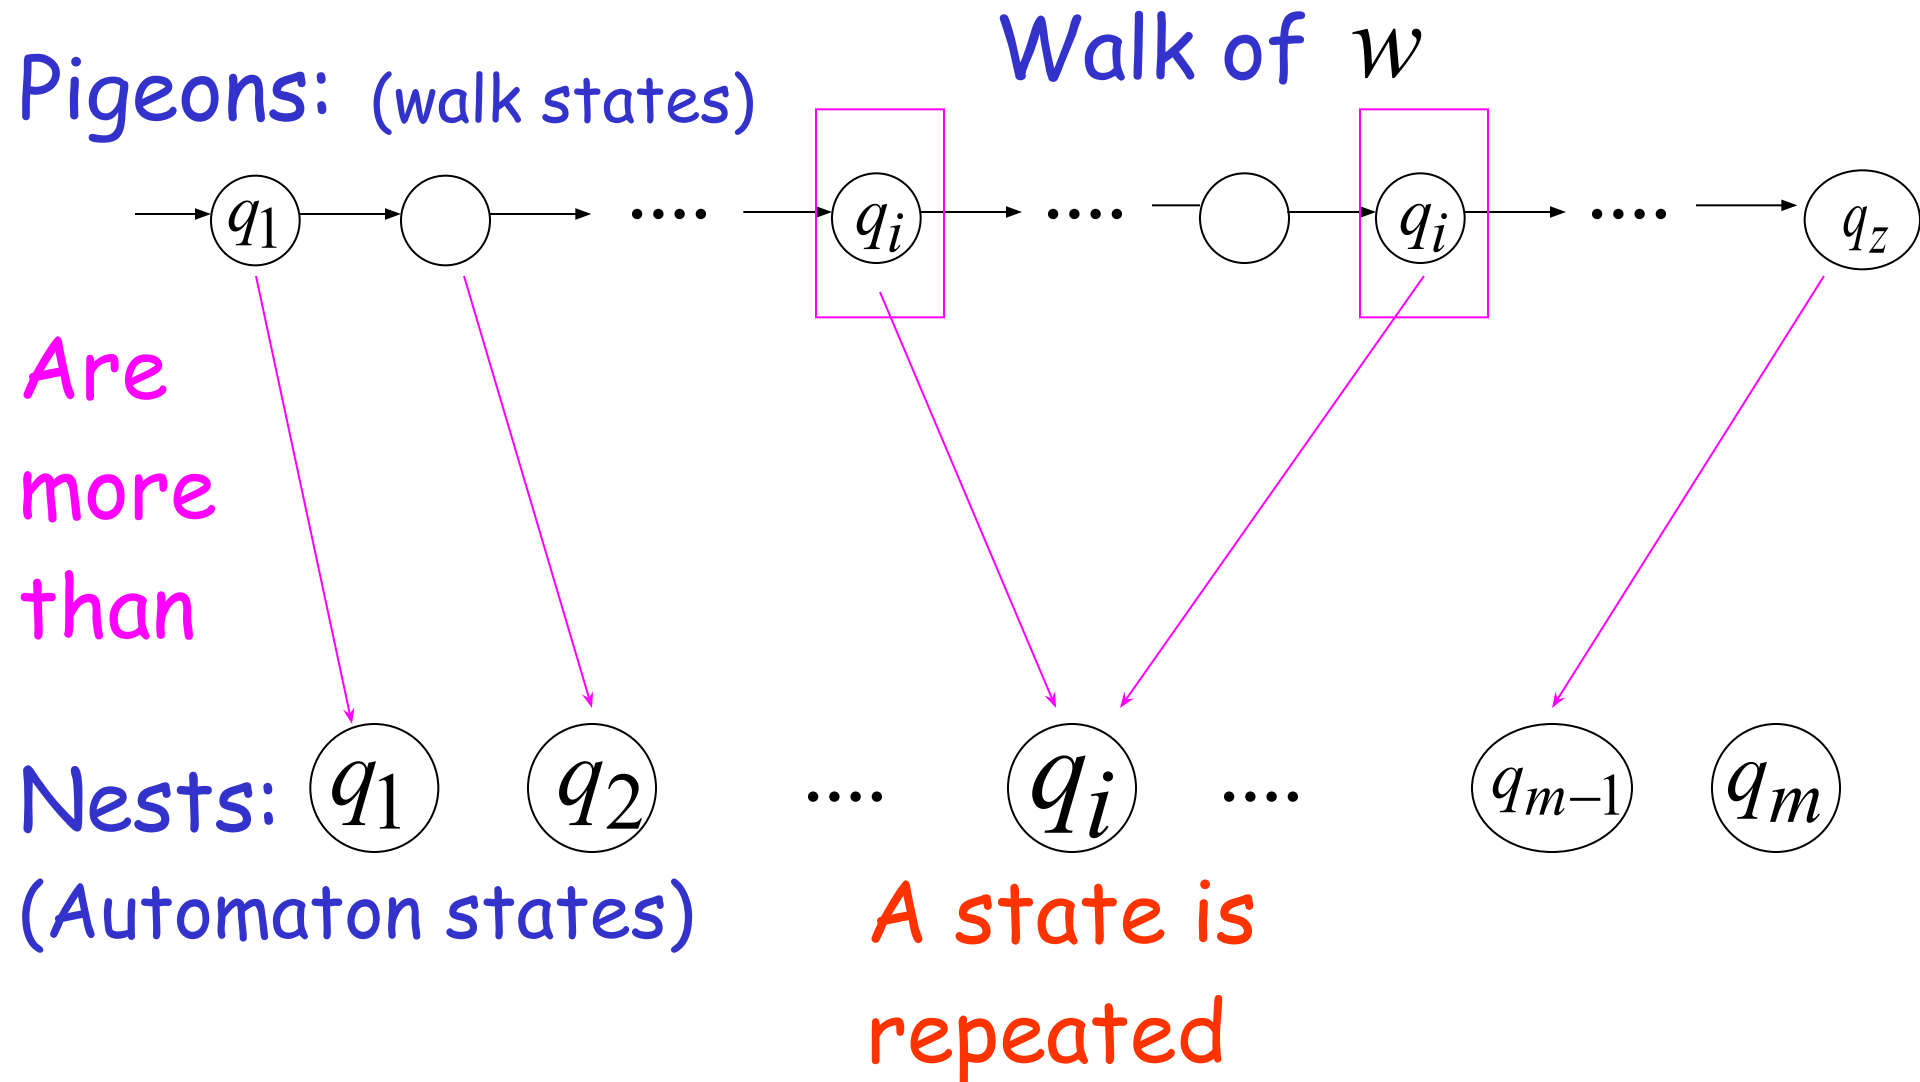 Walk of w
Pigeons: (walk states)
q1 .... qi .... qi .... qz
Are
more
than
Nests: q1 q2 .... qi .... qm−1 qm
(Automaton states)
A state is
repeated